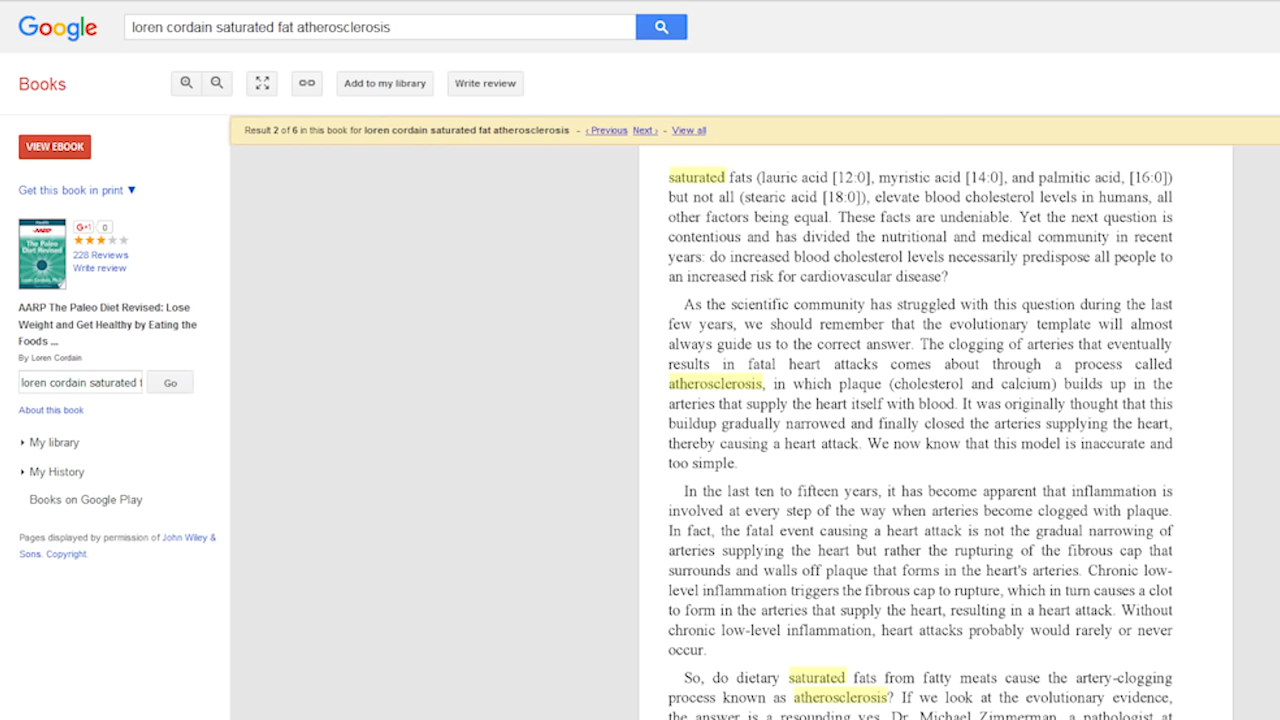 Google
loren cordain saturated fat atherosclerosis
Books
Add to my library
Write review
Result 2 of 6 in this book for loren cordain saturated fat atherosclerosis - ‹ Previous Next › - View all
VIEW EBOOK
Get this book in print ▼
AARP
The Paleo
Diet Revised
G+1 0
228 Reviews
Write review
AARP The Paleo Diet Revised: Lose
Weight and Get Healthy by Eating the
Foods ...
By Loren Cordain
loren cordain saturated f
Go
About this book
My library
My History
Books on Google Play
Pages displayed by permission of John Wiley &
Sons. Copyright.
saturated fats (lauric acid [12:0], myristic acid [14:0], and palmitic acid, [16:0])
but not all (stearic acid [18:0]), elevate blood cholesterol levels in humans, all
other factors being equal. These facts are undeniable. Yet the next question is
contentious and has divided the nutritional and medical community in recent
years: do increased blood cholesterol levels necessarily predispose all people to
an increased risk for cardiovascular disease?
As the scientific community has struggled with this question during the last
few years, we should remember that the evolutionary template will almost
always guide us to the correct answer. The clogging of arteries that eventually
results in fatal heart attacks comes about through a process called
atherosclerosis, in which plaque (cholesterol and calcium) builds up in the
arteries that supply the heart itself with blood. It was originally thought that this
buildup gradually narrowed and finally closed the arteries supplying the heart,
thereby causing a heart attack. We now know that this model is inaccurate and
too simple.
In the last ten to fifteen years, it has become apparent that inflammation is
involved at every step of the way when arteries become clogged with plaque.
In fact, the fatal event causing a heart attack is not the gradual narrowing of
arteries supplying the heart but rather the rupturing of the fibrous cap that
surrounds and walls off plaque that forms in the heart's arteries. Chronic low-
level inflammation triggers the fibrous cap to rupture, which in turn causes a clot
to form in the arteries that supply the heart, resulting in a heart attack. Without
chronic low-level inflammation, heart attacks probably would rarely or never
occur.
So, do dietary saturated fats from fatty meats cause the artery-clogging
process known as atherosclerosis? If we look at the evolutionary evidence,
the answer is a resounding yes. Dr. Michael Zimmerman, a pathologist at